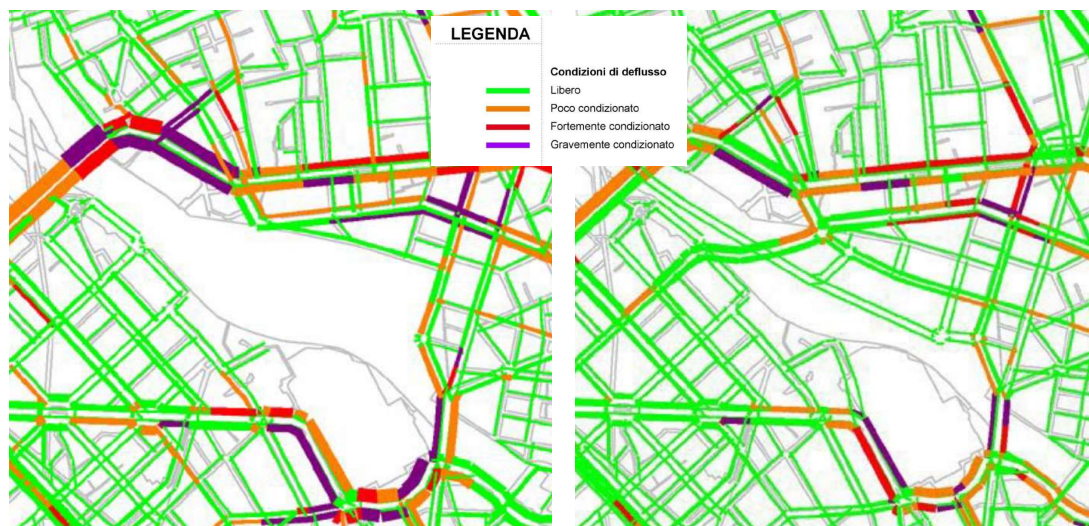 LEGENDA
Condizioni di deflusso
Libero
Poco condizionato
Fortemente condizionato
Gravemente condizionato